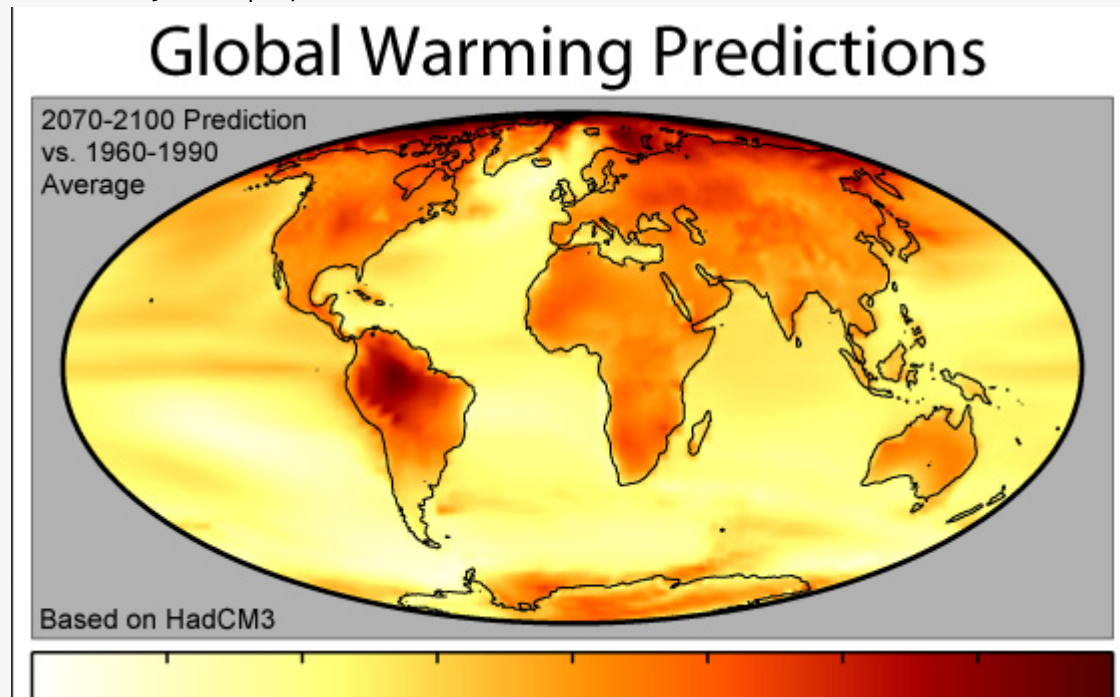 Global Warming Predictions
2070-2100 Prediction
vs. 1960-1990
Average
Based on HadCM3